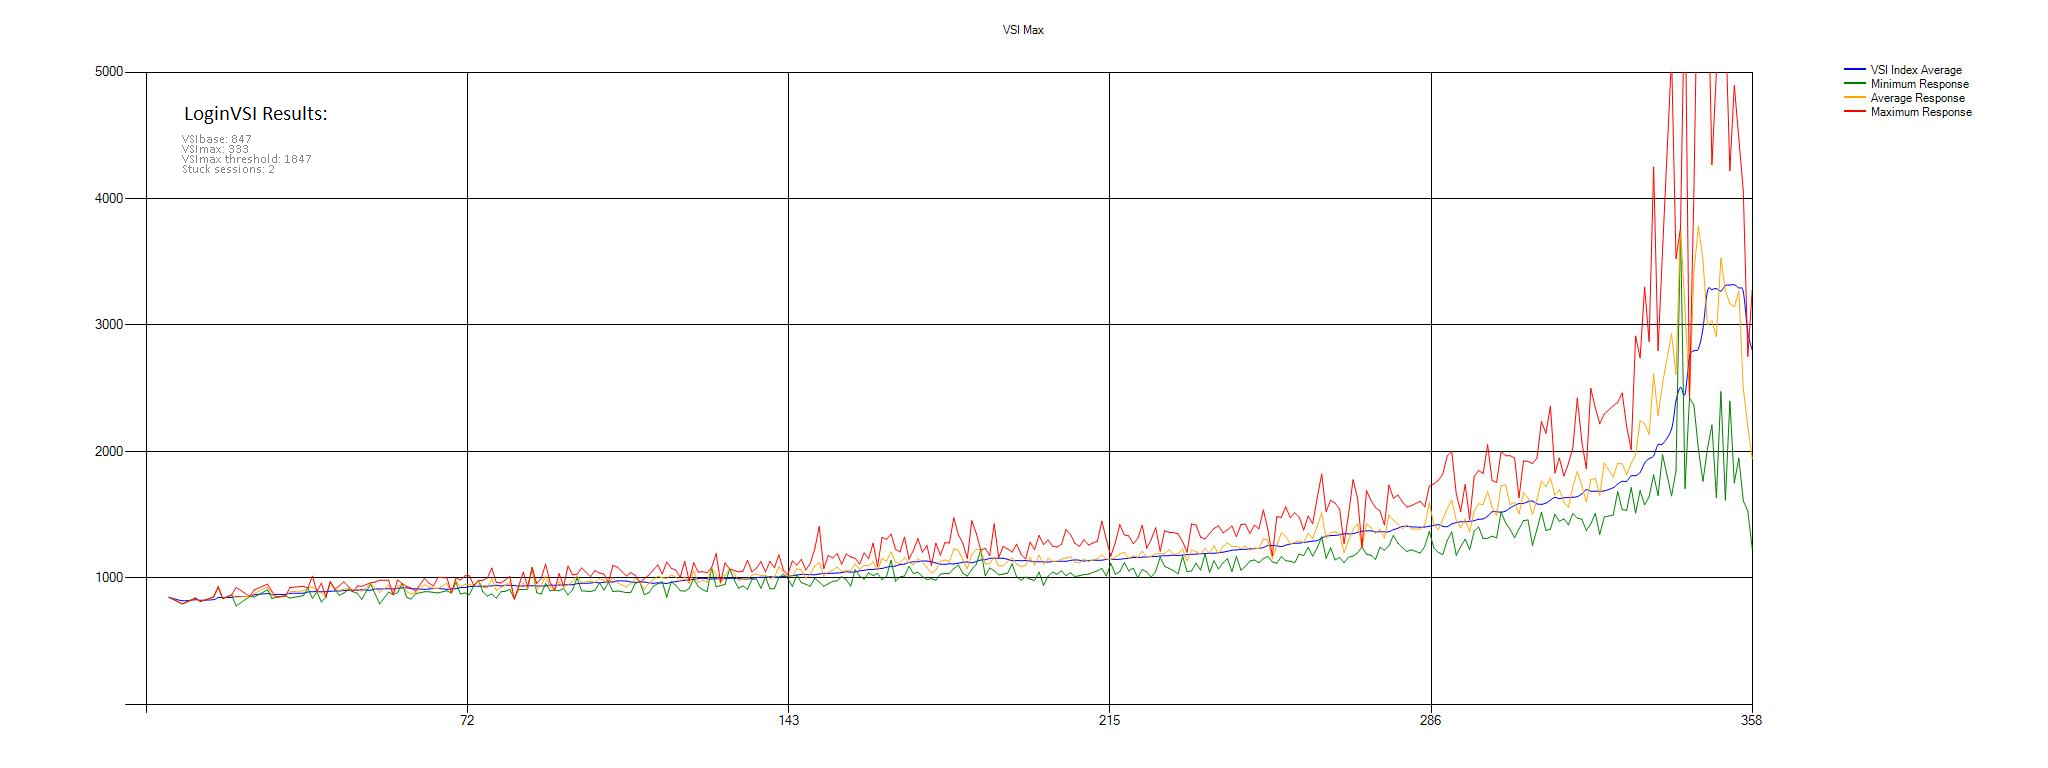 VSI Max
5000
4000
3000
2000
1000
LoginVSI Results:
VSIbase: 847
VSImax: 333
VSImax threshold: 1847
Stuck sessions: 2
VSI Index Average
Minimum Response
Average Response
Maximum Response
72 143 215 286 358